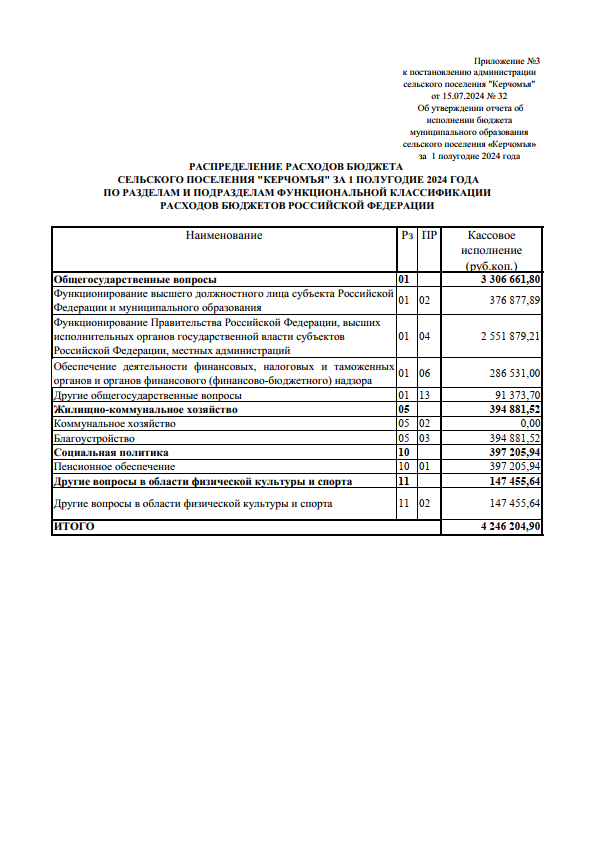 Приложение №3
к постановлению администрации
сельского поселения "Керчомъя"
от 15.07.2024 № 32
Об утверждении отчета об
исполнении бюджета
муниципального образования
сельского поселения «Керчомъя»
за 1 полугодие 2024 года
РАСПРЕДЕЛЕНИЕ РАСХОДОВ БЮДЖЕТА
СЕЛЬСКОГО ПОСЕЛЕНИЯ "КЕРЧОМЪЯ" ЗА 1 ПОЛУГОДИЕ 2024 ГОДА
ПО РАЗДЕЛАМ И ПОДРАЗДЕЛАМ ФУНКЦИОНАЛЬНОЙ КЛАССИФИКАЦИИ
РАСХОДОВ БЮДЖЕТОВ РОССИЙСКОЙ ФЕДЕРАЦИИ
Наименование Рз ПР Кассовое
исполнение
(руб.коп.)
Общегосударственные вопросы 01 3 306 661,80
Функционирование высшего должностного лица субъекта Российской
Федерации и муниципального образования 01 02 376 877,89
Функционирование Правительства Российской Федерации, высших
исполнительных органов государственной власти субъектов
Российской Федерации, местных администраций 01 04 2 551 879,21
Обеспечение деятельности финансовых, налоговых и таможенных
органов и органов финансового (финансово-бюджетного) надзора 01 06 286 531,00
Другие общегосударственные вопросы 01 13 91 373,70
Жилищно-коммунальное хозяйство 05 394 881,52
Коммунальное хозяйство 05 02 0,00
Благоустройство 05 03 394 881,52
Социальная политика 10 397 205,94
Пенсионное обеспечение 10 01 397 205,94
Другие вопросы в области физической культуры и спорта 11 147 455,64
Другие вопросы в области физической культуры и спорта 11 02 147 455,64
ИТОГО 4 246 204,90